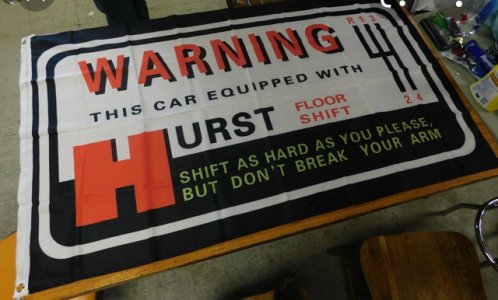 WARNING
THIS CAR EQUIPPED WITH
HURST FLOOR SHIFT
R 1 3
2 4
SHIFT AS HARD AS YOU PLEASE,
BUT DON'T BREAK YOUR ARM